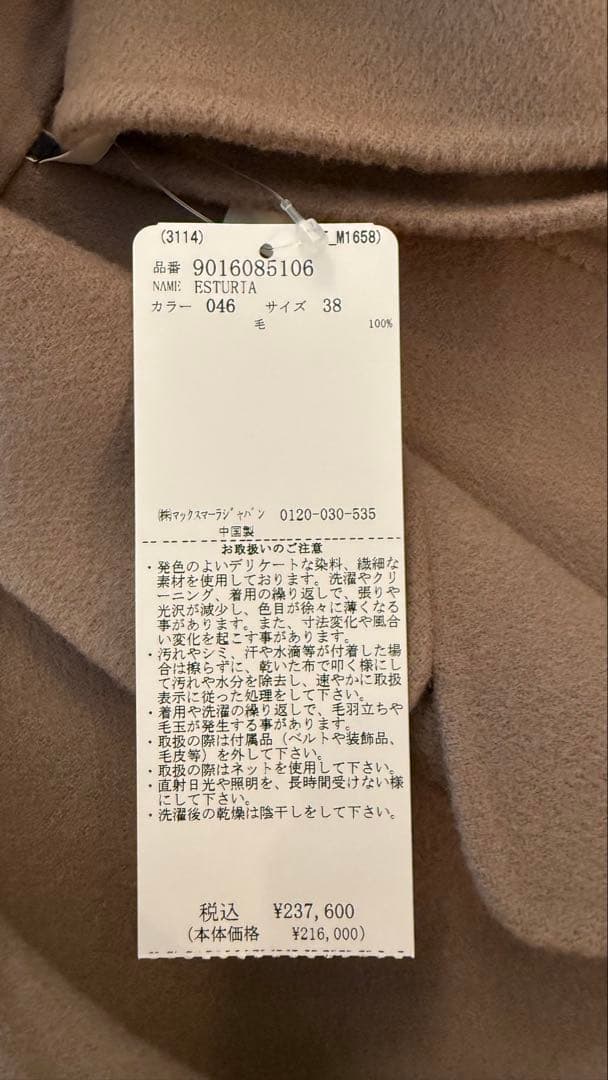 (3114) _M1658)
品番 9016085106
NAME ESTURIA
カラー 046 サイズ 38
毛 100%
㈱マックスマーラジャパン 0120-030-535
中国製
お取扱いのご注意
・発色のよいデリケートな染料、繊細な
素材を使用しております。洗濯やクリ
ーニング、着用の繰り返しで、張りや
光沢が減少し、色目が徐々に薄くなる
事があります。また、寸法変化や風合
い変化を起こす事があります。
・汚れやシミ、汗や水滴等が付着した場
合は擦らずに、乾いた布で叩く様にし
て汚れや水分を除去し、速やかに取扱
表示に従った処理をして下さい。
・着用や洗濯の繰り返しで、毛羽立ちや
毛玉が発生する事があります。
・取扱の際は付属品（ベルトや装飾品、
毛皮等）を外して下さい。
・取扱の際はネットを使用して下さい。
・直射日光や照明を、長時間受けない様
にして下さい。
・洗濯後の乾燥は陰干しをして下さい。
税込 ¥237,600
(本体価格 ¥216,000)